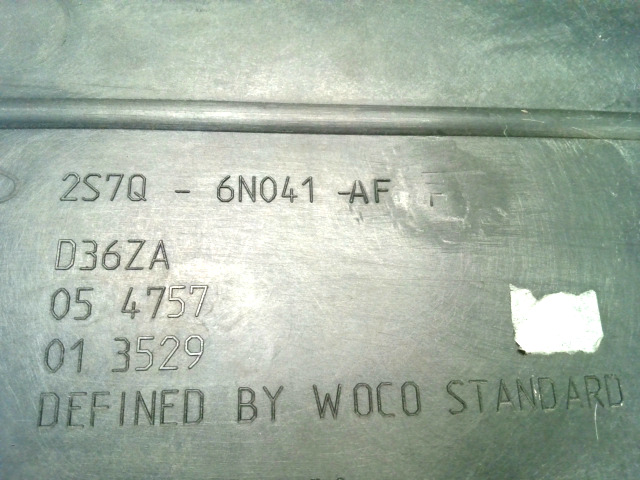 2S7Q - 6N041 -AF
D36ZA
05 4757
01 3529
DEFINED BY WOCO STANDARD